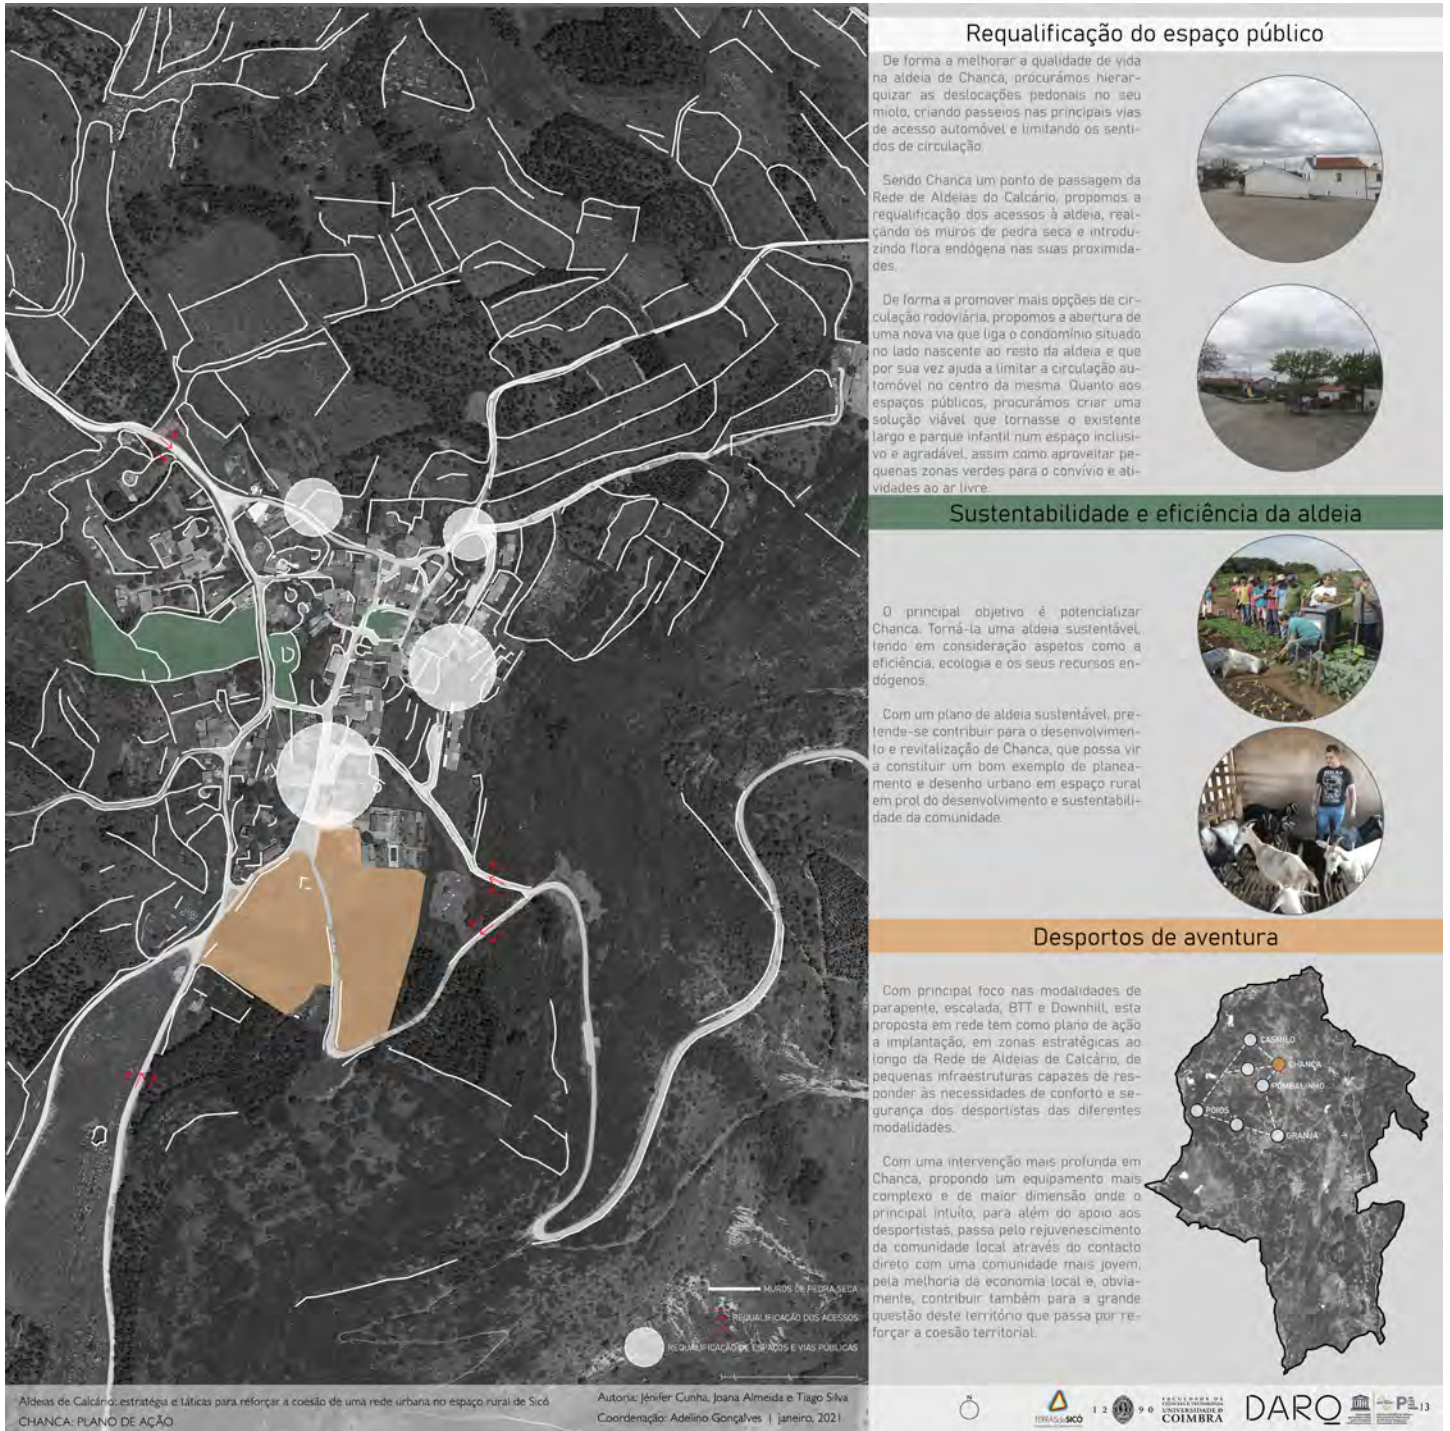 Requalificação do espaço público
De forma a melhorar a qualidade de vida
na aldeia de Chanca, procurámos hierar-
quizar as deslocações pedonais no seu
miolo, criando passeios nas principais vias
de acesso automóvel e limitando os senti-
dos de circulação.
Sendo Chanca um ponto de passagem da
Rede de Aldeias do Calcário, propomos a
requalificação dos acessos à aldeia, real-
çando os muros de pedra seca e introdu-
zindo flora endógena nas suas proximida-
des.
De forma a promover mais opções de cir-
culação rodoviária, propomos a abertura de
uma nova via que liga o condomínio situado
no lado nascente ao resto da aldeia e que
por sua vez ajuda a limitar a circulação au-
tomóvel no centro da mesma. Quanto aos
espaços públicos, procurámos criar uma
solução viável que tornasse o existente
largo e parque infantil num espaço inclusi-
vo e agradável, assim como aproveitar pe-
quenas zonas verdes para o convívio e ati-
vidades ao ar livre.
Sustentabilidade e eficiência da aldeia
O principal objetivo é potencializar
Chanca. Torná-la uma aldeia sustentável,
tendo em consideração aspetos como a
eficiência, ecologia e os seus recursos en-
dógenos.
Com um plano de aldeia sustentável, pre-
tende-se contribuir para o desenvolvimen-
to e revitalização de Chanca, que possa vir
a constituir um bom exemplo de planea-
mento e desenho urbano em espaço rural
em prol do desenvolvimento e sustentabili-
dade da comunidade.
Desportos de aventura
Com principal foco nas modalidades de
parapente, escalada, BTT e Downhill, esta
proposta em rede tem como plano de ação
a implantação, em zonas estratégicas ao
longo da Rede de Aldeias de Calcário, de
pequenas infraestruturas capazes de res-
ponder às necessidades de conforto e se-
gurança dos desportistas das diferentes
modalidades.
Com uma intervenção mais profunda em
Chanca, propondo um equipamento mais
complexo e de maior dimensão onde o
principal intuito, para além do apoio aos
desportistas, passa pelo rejuvenescimento
da comunidade local através do contacto
direto com uma comunidade mais jovem,
pela melhoria da economia local e, obvia-
mente, contribuir também para a grande
questão deste território que passa por re-
forçar a coesão territorial.
CASMILO
CHANCA
POMBALINHO
POIOS
GRANJA
MUROS DE PEDRA SECA
REQUALIFICAÇÃO DOS ACESSOS
REQUALIFICAÇÃO DE ESPAÇOS E VIAS PÚBLICAS
Aldeias de Calcário: estratégia e táticas para reforçar a coesão de uma rede urbana no espaço rural de Sicó
CHANCA: PLANO DE AÇÃO
Autoria: Jénifer Cunha, Joana Almeida e Tiago Silva
Coordenação: Adelino Gonçalves | janeiro, 2021
N
TERRASdeSICÓ
12 90
FACULDADE DE
CIÊNCIAS E TECNOLOGIA
UNIVERSIDADE D
COIMBRA
DARQ
13